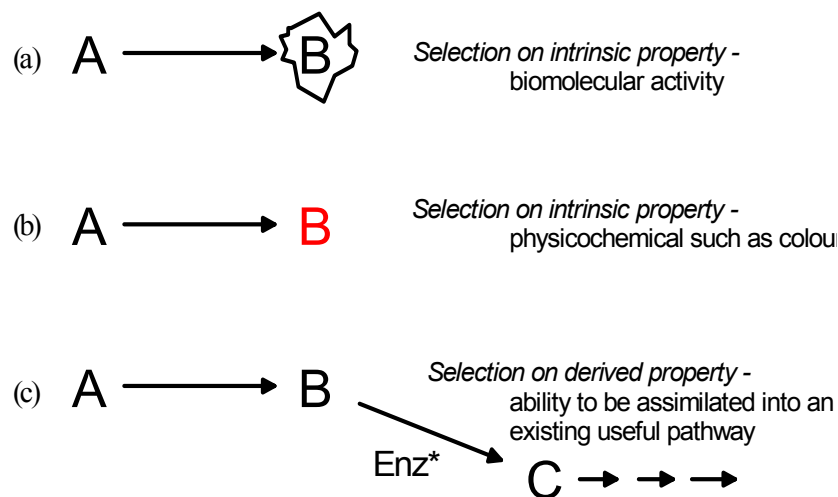 (a) A B Selection on intrinsic property -
biomolecular activity
(b) A B Selection on intrinsic property -
physicochemical such as colour
(c) A B Selection on derived property -
ability to be assimilated into an
existing useful pathway
Enz*
C